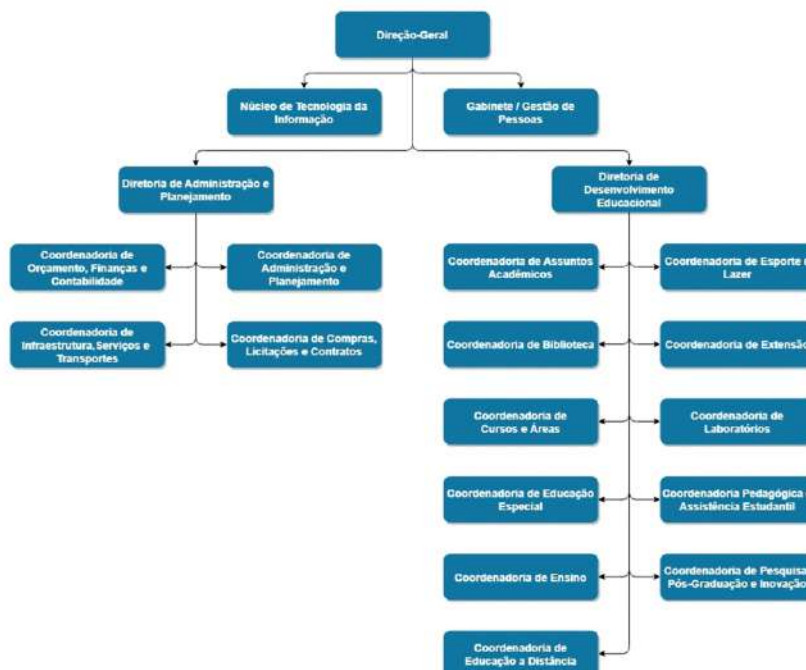 Direção-Geral
Núcleo de Tecnologia da
Informação
Gabinete / Gestão de
Pessoas
Diretoria de Administração e
Planejamento
Diretoria de
Desenvolvimento
Educacional
Coordenadoria de
Orçamento, Finanças e
Contabilidade
Coordenadoria de
Administração e
Planejamento
Coordenadoria de Assuntos
Acadêmicos
Coordenadoria de Esporte e
Lazer
Coordenadoria de
Infraestrutura,Serviços e
Transportes
Coordenadoria de Compras,
Licitações e Contratos
Coordenadoria de Biblioteca
Coordenadoria de Extensão
Coordenadoria de
Cursos e Áreas
Coordenadoria de
Laboratórios
Coordenadoria de Educação
Especial
Coordenadoria Pedagógica
Assistência Estudantil
Coordenadoria de Ensino
Coordenadoria de Pesquisa
Pós-Graduação e Inovação
Coordenadoria de
Educação a Distância